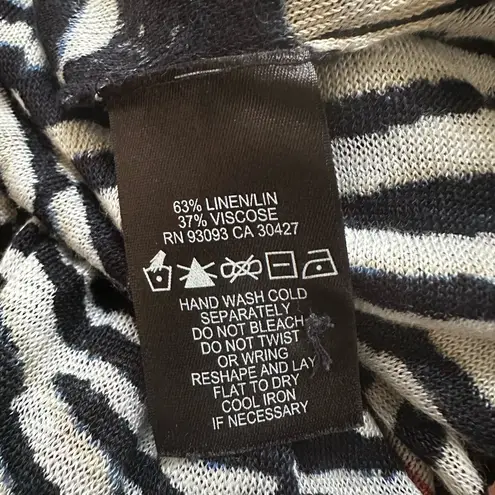 63% LINEN/LIN
37% VISCOSE
RN 93093 CA 30427
HAND WASH COLD
SEPARATELY
DO NOT BLEACH
DO NOT TWIST
OR WRING
RESHAPE AND LAY
FLAT TO DRY
COOL IRON
IF NECESSARY